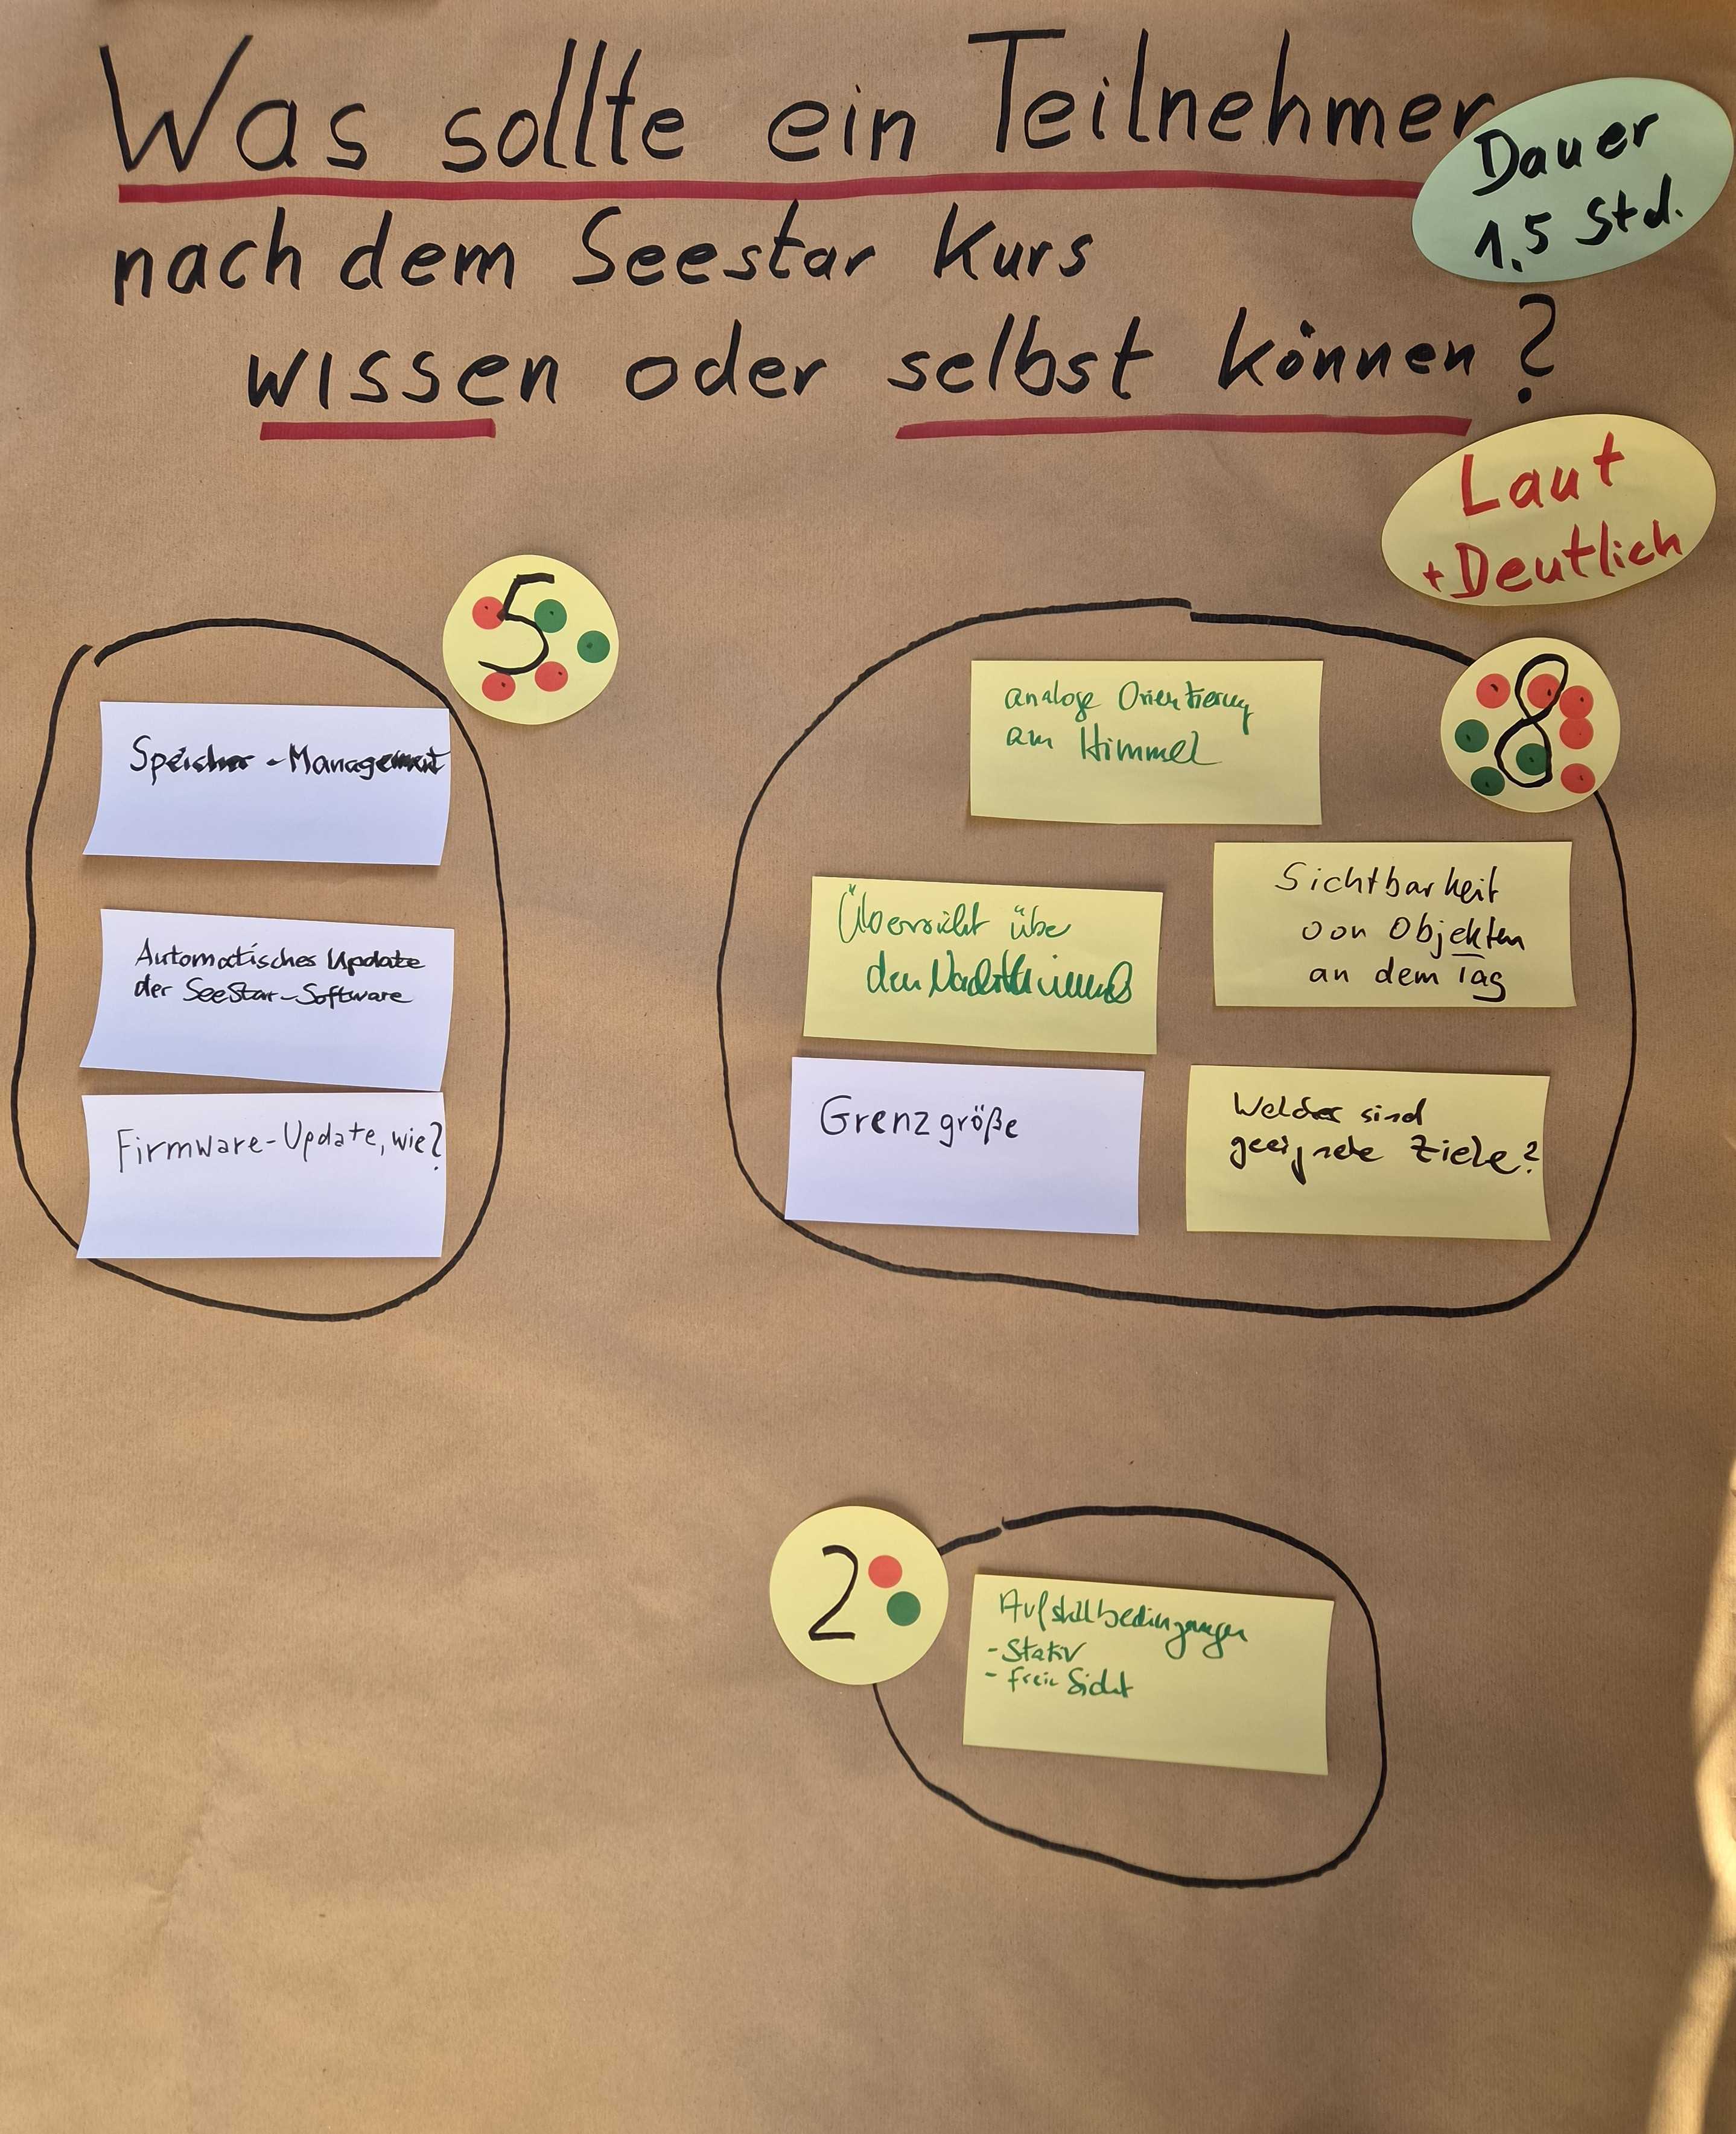 Was sollte ein Teilnehmer
nach dem Seestar Kurs
wissen oder selbst können?
Dauer
1,5 Std.
Laut
+ Deutlich
5
Speicher-Management
Automatisches Update
der SeeStar-Software
Firmware-Update, wie?
8
analoge Orientierung
am Himmel
Übersicht über
den Nachthimmel
Sichtbarkeit
von Objekten
an dem Tag
Grenzgröße
Welches sind
geeignete Ziele?
2
Aufstellbedingungen
- Stativ
- freie Sicht